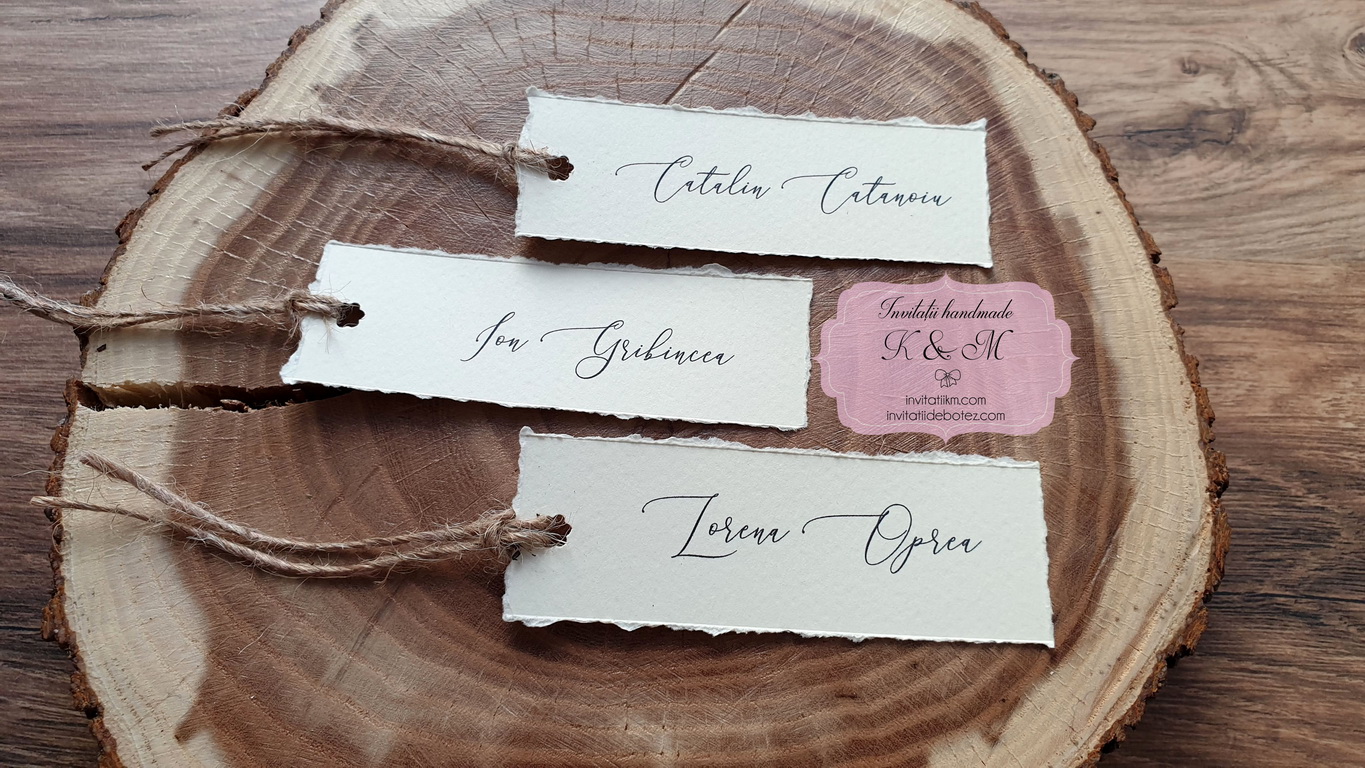 Catalin Catanoiu
Ion Gribincea
Invitații handmade
K & M
invitatiikm.com
invitatiidebotez.com
Lorena Oprea